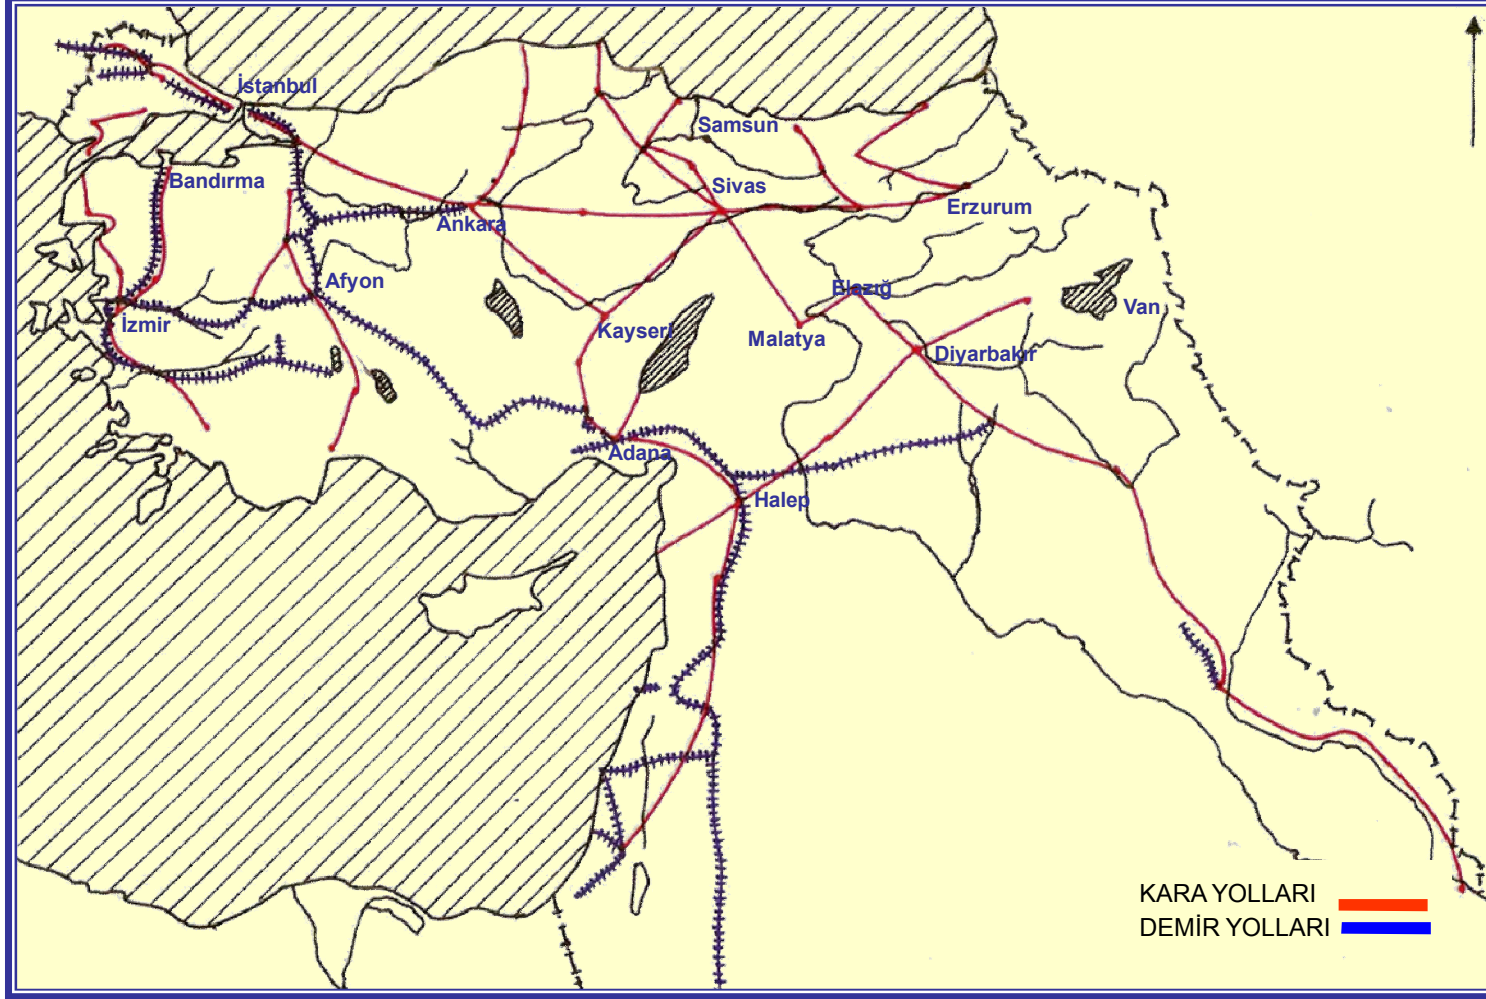 İstanbul
Samsun
Bandırma
Sivas
Erzurum
Ankara
Afyon
Elazığ
Van
İzmir
Kayseri
Malatya
Diyarbakır
Adana
Halep
KARA YOLLARI
DEMİR YOLLARI